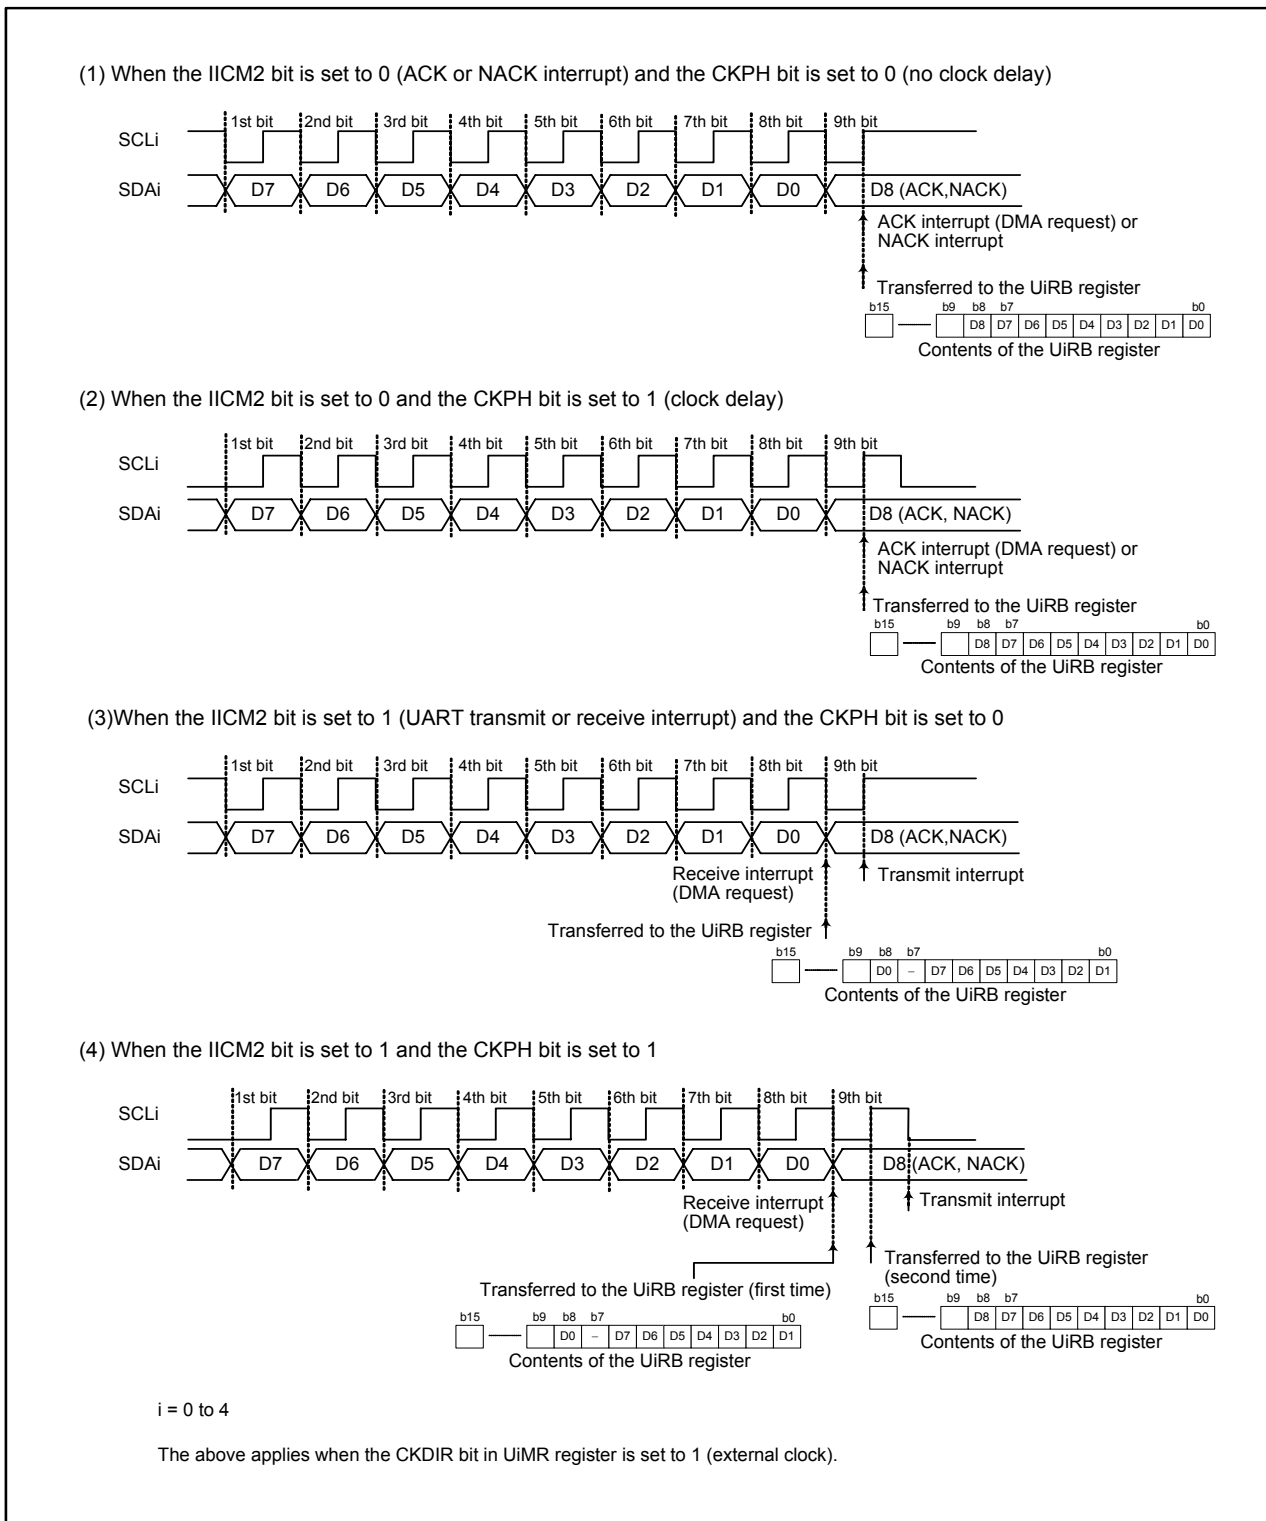 (1) When the IICM2 bit is set to 0 (ACK or NACK interrupt) and the CKPH bit is set to 0 (no clock delay)
1st bit 2nd bit 3rd bit 4th bit 5th bit 6th bit 7th bit 8th bit 9th bit
SCLi
SDAi D7 D6 D5 D4 D3 D2 D1 D0 D8 (ACK,NACK)
ACK interrupt (DMA request) or
NACK interrupt
Transferred to the UiRB register
b15 b9 b8 b7 b0
D8 D7 D6 D5 D4 D3 D2 D1 D0
Contents of the UiRB register
(2) When the IICM2 bit is set to 0 and the CKPH bit is set to 1 (clock delay)
1st bit 2nd bit 3rd bit 4th bit 5th bit 6th bit 7th bit 8th bit 9th bit
SCLi
SDAi D7 D6 D5 D4 D3 D2 D1 D0 D8 (ACK, NACK)
ACK interrupt (DMA request) or
NACK interrupt
Transferred to the UiRB register
b15 b9 b8 b7 b0
D8 D7 D6 D5 D4 D3 D2 D1 D0
Contents of the UiRB register
(3)When the IICM2 bit is set to 1 (UART transmit or receive interrupt) and the CKPH bit is set to 0
1st bit 2nd bit 3rd bit 4th bit 5th bit 6th bit 7th bit 8th bit 9th bit
SCLi
SDAi D7 D6 D5 D4 D3 D2 D1 D0 D8 (ACK,NACK)
Receive interrupt Transmit interrupt
(DMA request)
Transferred to the UiRB register
b15 b9 b8 b7 b0
D0 – D7 D6 D5 D4 D3 D2 D1
Contents of the UiRB register
(4) When the IICM2 bit is set to 1 and the CKPH bit is set to 1
1st bit 2nd bit 3rd bit 4th bit 5th bit 6th bit 7th bit 8th bit 9th bit
SCLi
SDAi D7 D6 D5 D4 D3 D2 D1 D0 D8 (ACK, NACK)
Receive interrupt Transmit interrupt
(DMA request)
Transferred to the UiRB register
(second time)
Transferred to the UiRB register (first time)
b15 b9 b8 b7 b0
D8 D7 D6 D5 D4 D3 D2 D1 D0
Contents of the UiRB register
b15 b9 b8 b7 b0
D0 – D7 D6 D5 D4 D3 D2 D1
Contents of the UiRB register
i = 0 to 4
The above applies when the CKDIR bit in UiMR register is set to 1 (external clock).